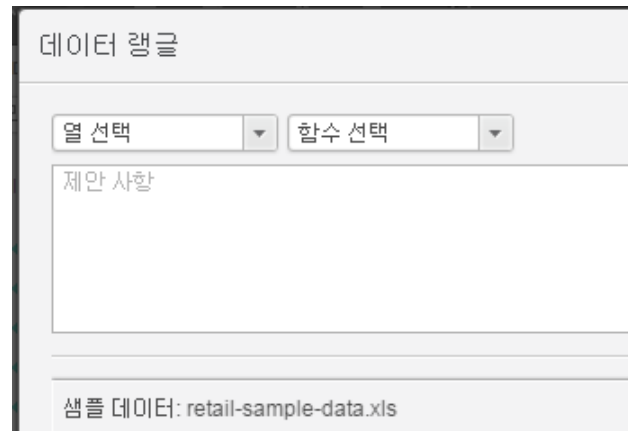 데이터 랭글
열 선택 함수 선택
제안 사항
샘플 데이터: retail-sample-data.xls